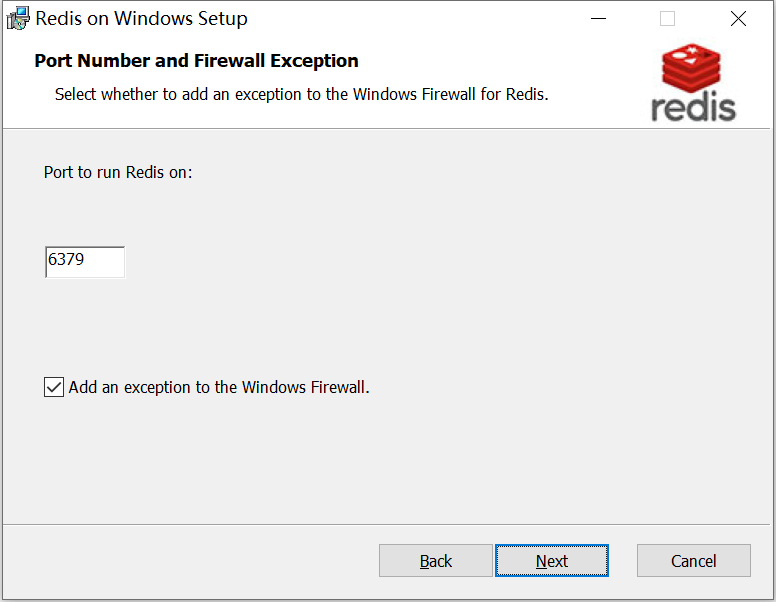 Redis on Windows Setup
Port Number and Firewall Exception
Select whether to add an exception to the Windows Firewall for Redis.
redis
Port to run Redis on:
6379
Add an exception to the Windows Firewall.
Back
Next
Cancel